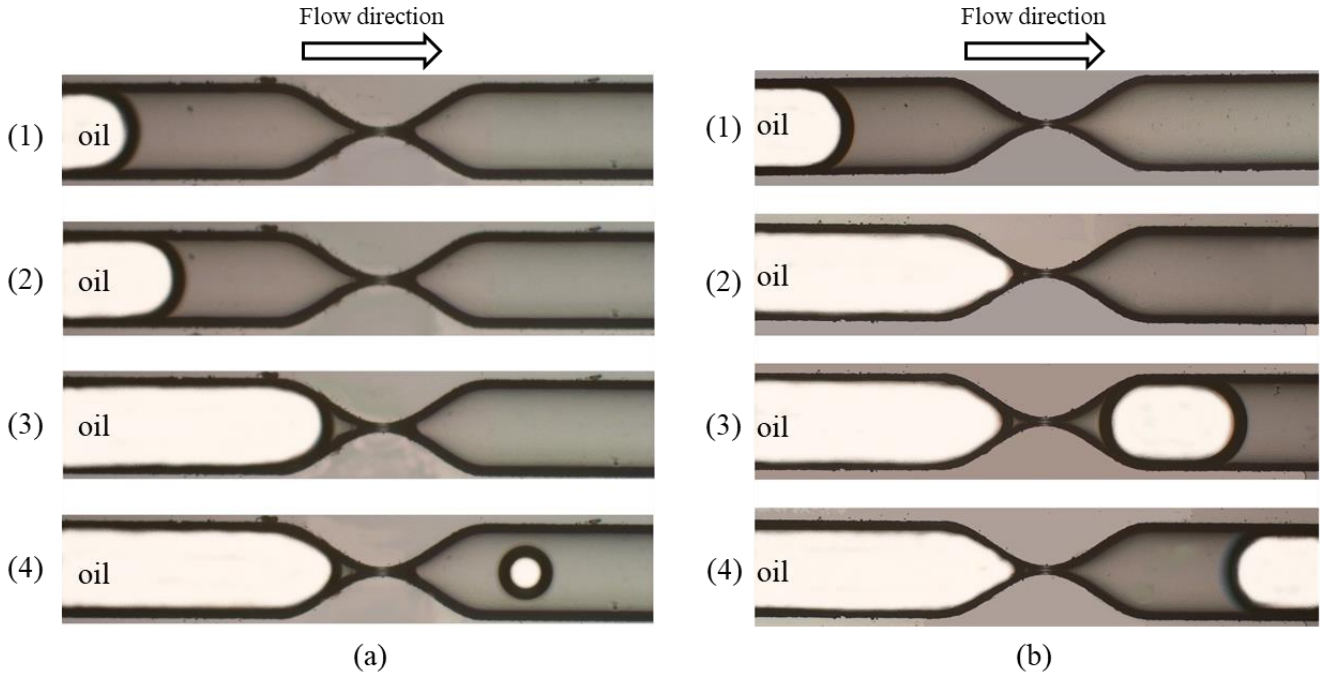 Flow direction
(1) oil
(2) oil
(3) oil
(4) oil
(a)
Flow direction
(1) oil
(2) oil
(3) oil
(4) oil
(b)